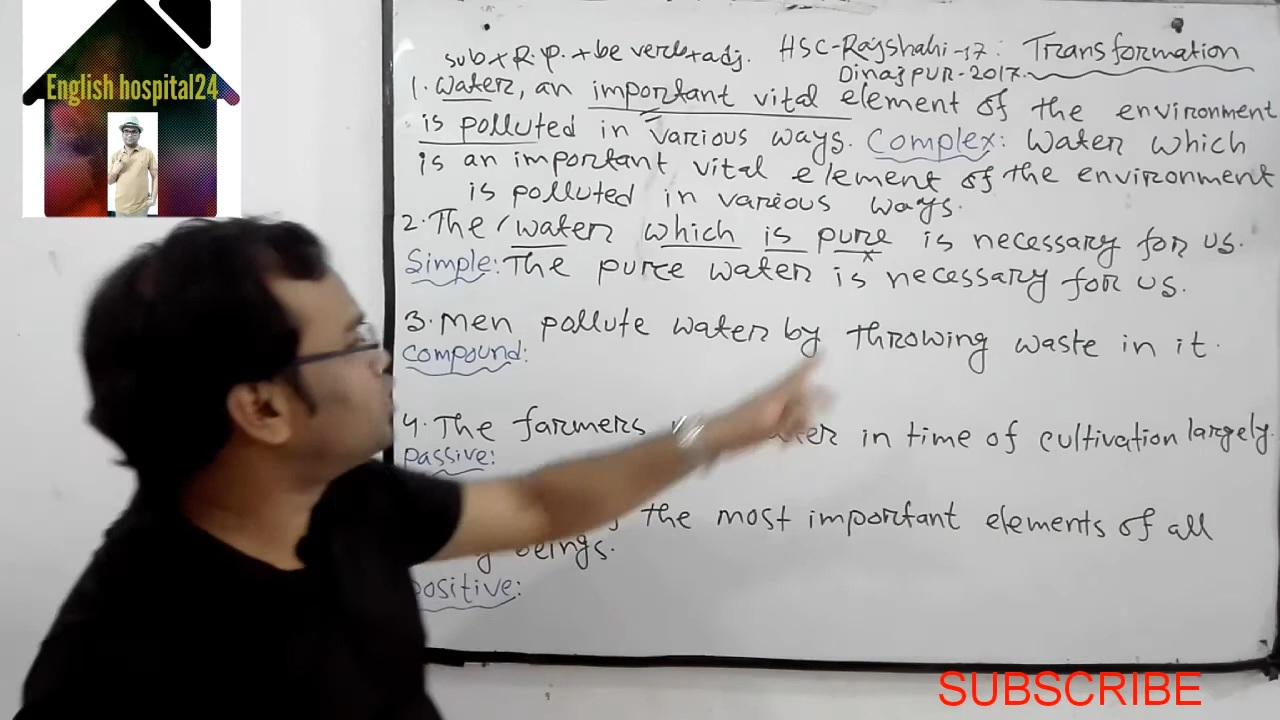 English hospital24
sub + R.P. + be verb + adj. HSC-Rajshahi-17: Transformation
Dinajpur-2017.
1. Water, an important vital element of the environment
is polluted in various ways. Complex: Water which
is an important vital element of the environment
is polluted in various ways.
2. The water which is pure is necessary for us.
Simple: The pure water is necessary for us.
3. Men pollute water by throwing waste in it.
Compound:
4. The farmers in time of cultivation largely.
Passive:
the most important elements of all
beings.
positive:
SUBSCRIBE